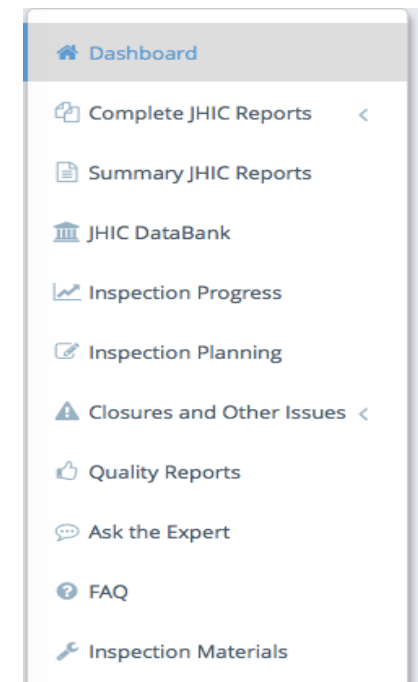 Dashboard
Complete JHIC Reports
Summary JHIC Reports
JHIC DataBank
Inspection Progress
Inspection Planning
Closures and Other Issues
Quality Reports
Ask the Expert
FAQ
Inspection Materials